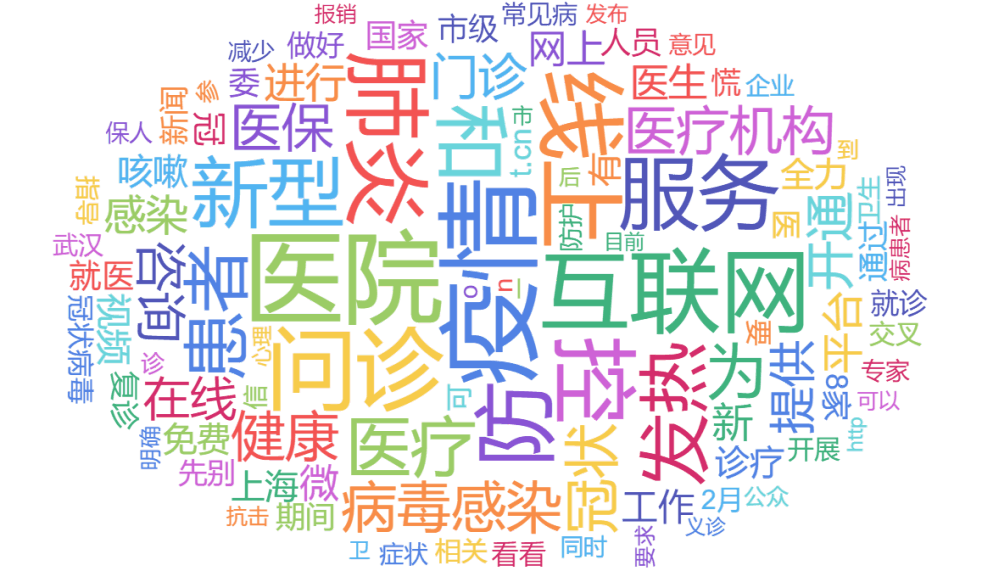 报销
常见病
发布
减少
做好
国家
市级
网上
人员
意见
委
进行
肺炎
门诊
线上
医生
慌
企业
参
新闻
冠
医保
和
市
t.cn
医疗机构
到
保人
咳嗽
新型
有
服务
全力
出现
指导
感染
后
防护
医
开通
卫生
通过
病患者
武汉
就医
咨询
患者
医院
疫情
o
n
目前
互联网
冠状病毒
视频
诊
心理
问诊
控
要
平台
就诊
交叉
复诊
在线
信
可
防
发热
为
提供
8家
专家
可以
明确
免费
健康
医疗
冠状
新
诊疗
开展
http
先别
上海
微
病毒感染
工作
2月
公众
抗击
期间
义诊
卫
症状
相关
看看
同时
要求